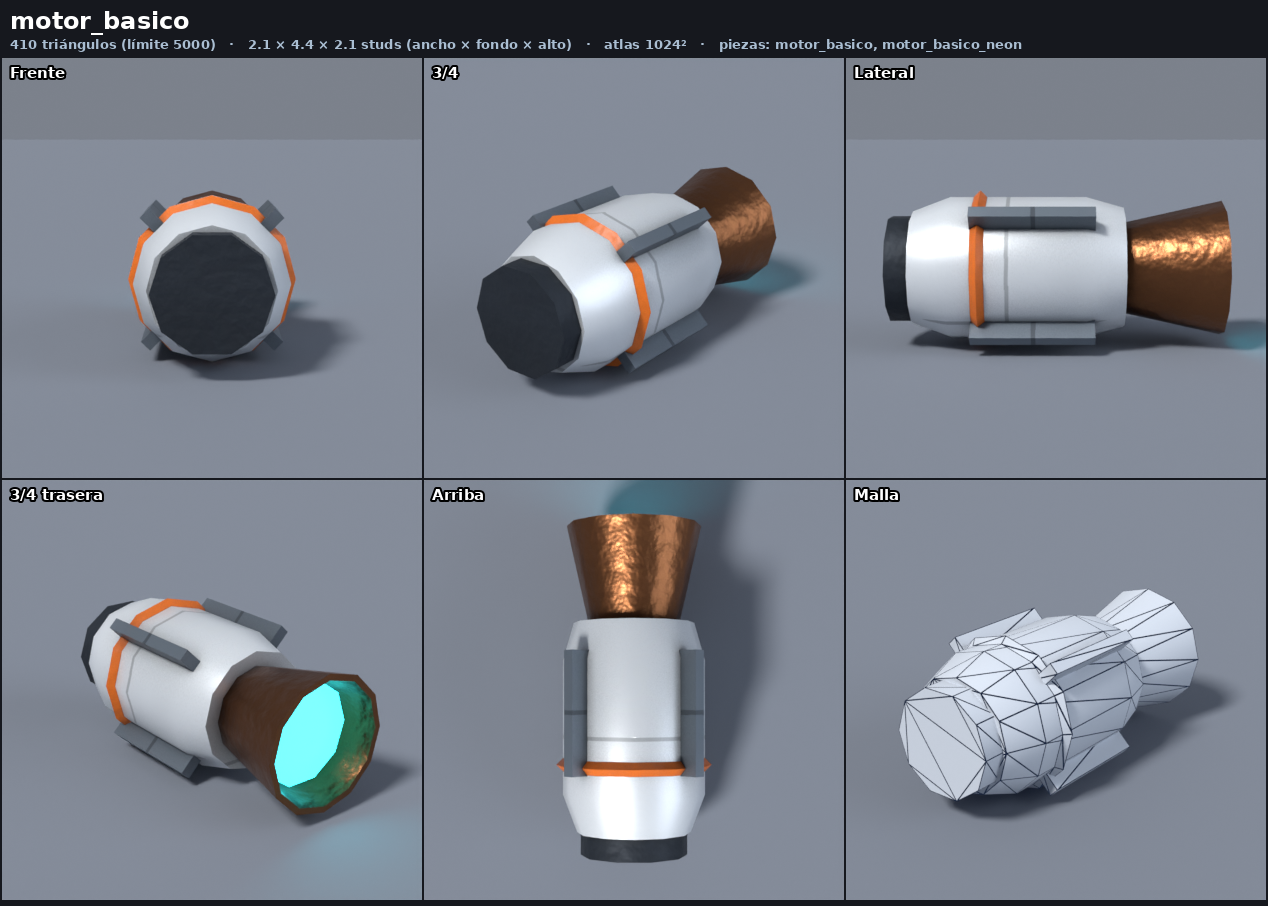 motor_basico
410 triángulos (límite 5000) · 2.1 × 4.4 × 2.1 studs (ancho × fondo × alto) · atlas 1024² · piezas: motor_basico, motor_basico_neon
Frente
3/4
Lateral
3/4 trasera
Arriba
Malla